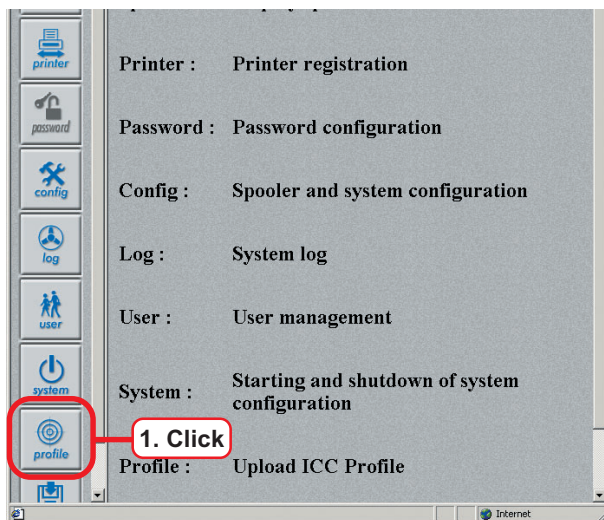 printer
Printer : Printer registration
password
Password : Password configuration
config
Config : Spooler and system configuration
log
Log : System log
user
User : User management
system
System : Starting and shutdown of system
configuration
profile
1. Click
Profile : Upload ICC Profile
Internet